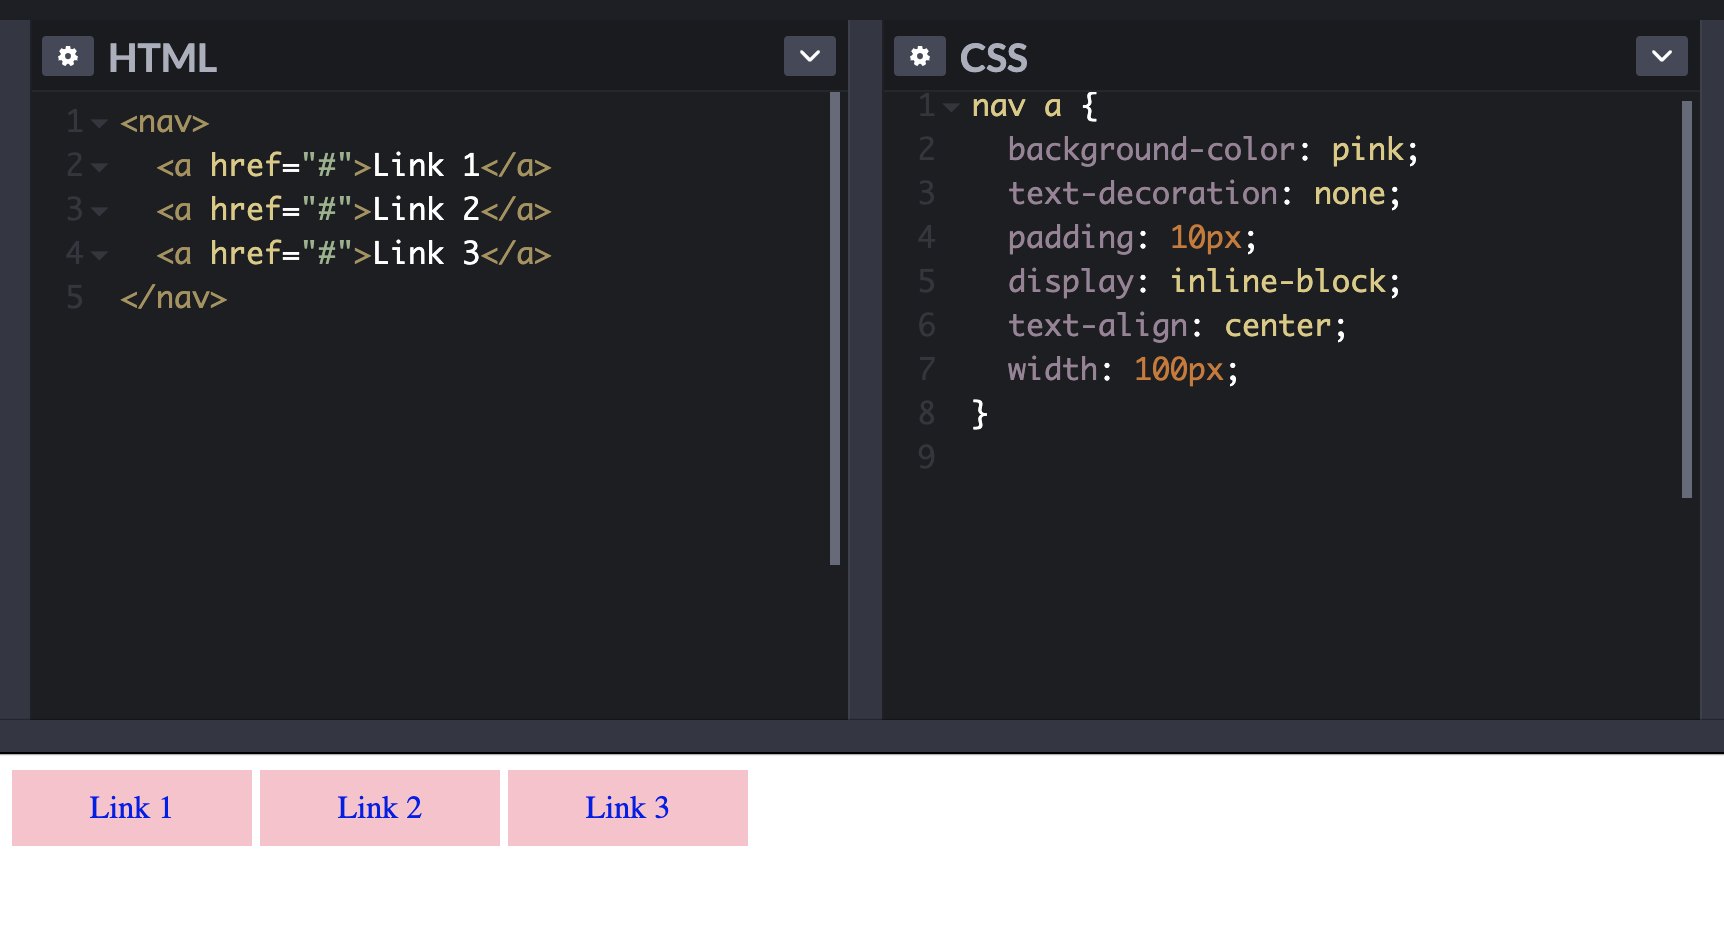 HTML
1 <nav>
2   <a href="#">Link 1</a>
3   <a href="#">Link 2</a>
4   <a href="#">Link 3</a>
5 </nav>
CSS
1 nav a {
2   background-color: pink;
3   text-decoration: none;
4   padding: 10px;
5   display: inline-block;
6   text-align: center;
7   width: 100px;
8 }
9
Link 1 Link 2 Link 3